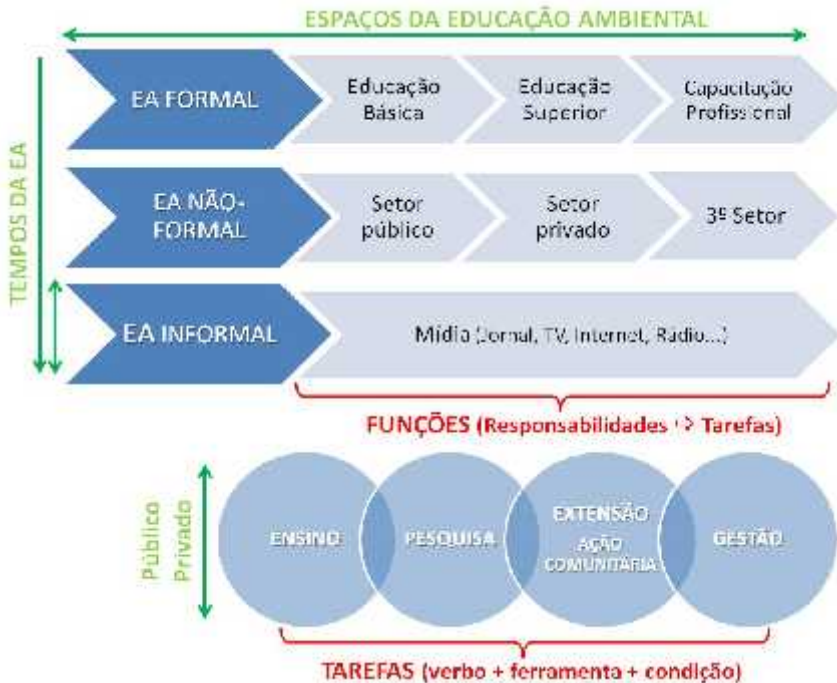 ESPAÇOS DA EDUCAÇÃO AMBIENTAL
TEMPOS DA EA
EA FORMAL
Educação
Básica
Educação
Superior
Capacitação
Profissional
EA NÃO-
FORMAL
Setor
público
Setor
privado
3º Setor
EA INFORMAL
Mídia (Jornal, TV, Internet, Rádio...)
FUNÇÕES (Responsabilidades => Tarefas)
Público
Privado
ENSINO
PESQUISA
EXTENSÃO
AÇÃO
COMUNITÁRIA
GESTÃO
TAREFAS (verbo + ferramenta + condição)